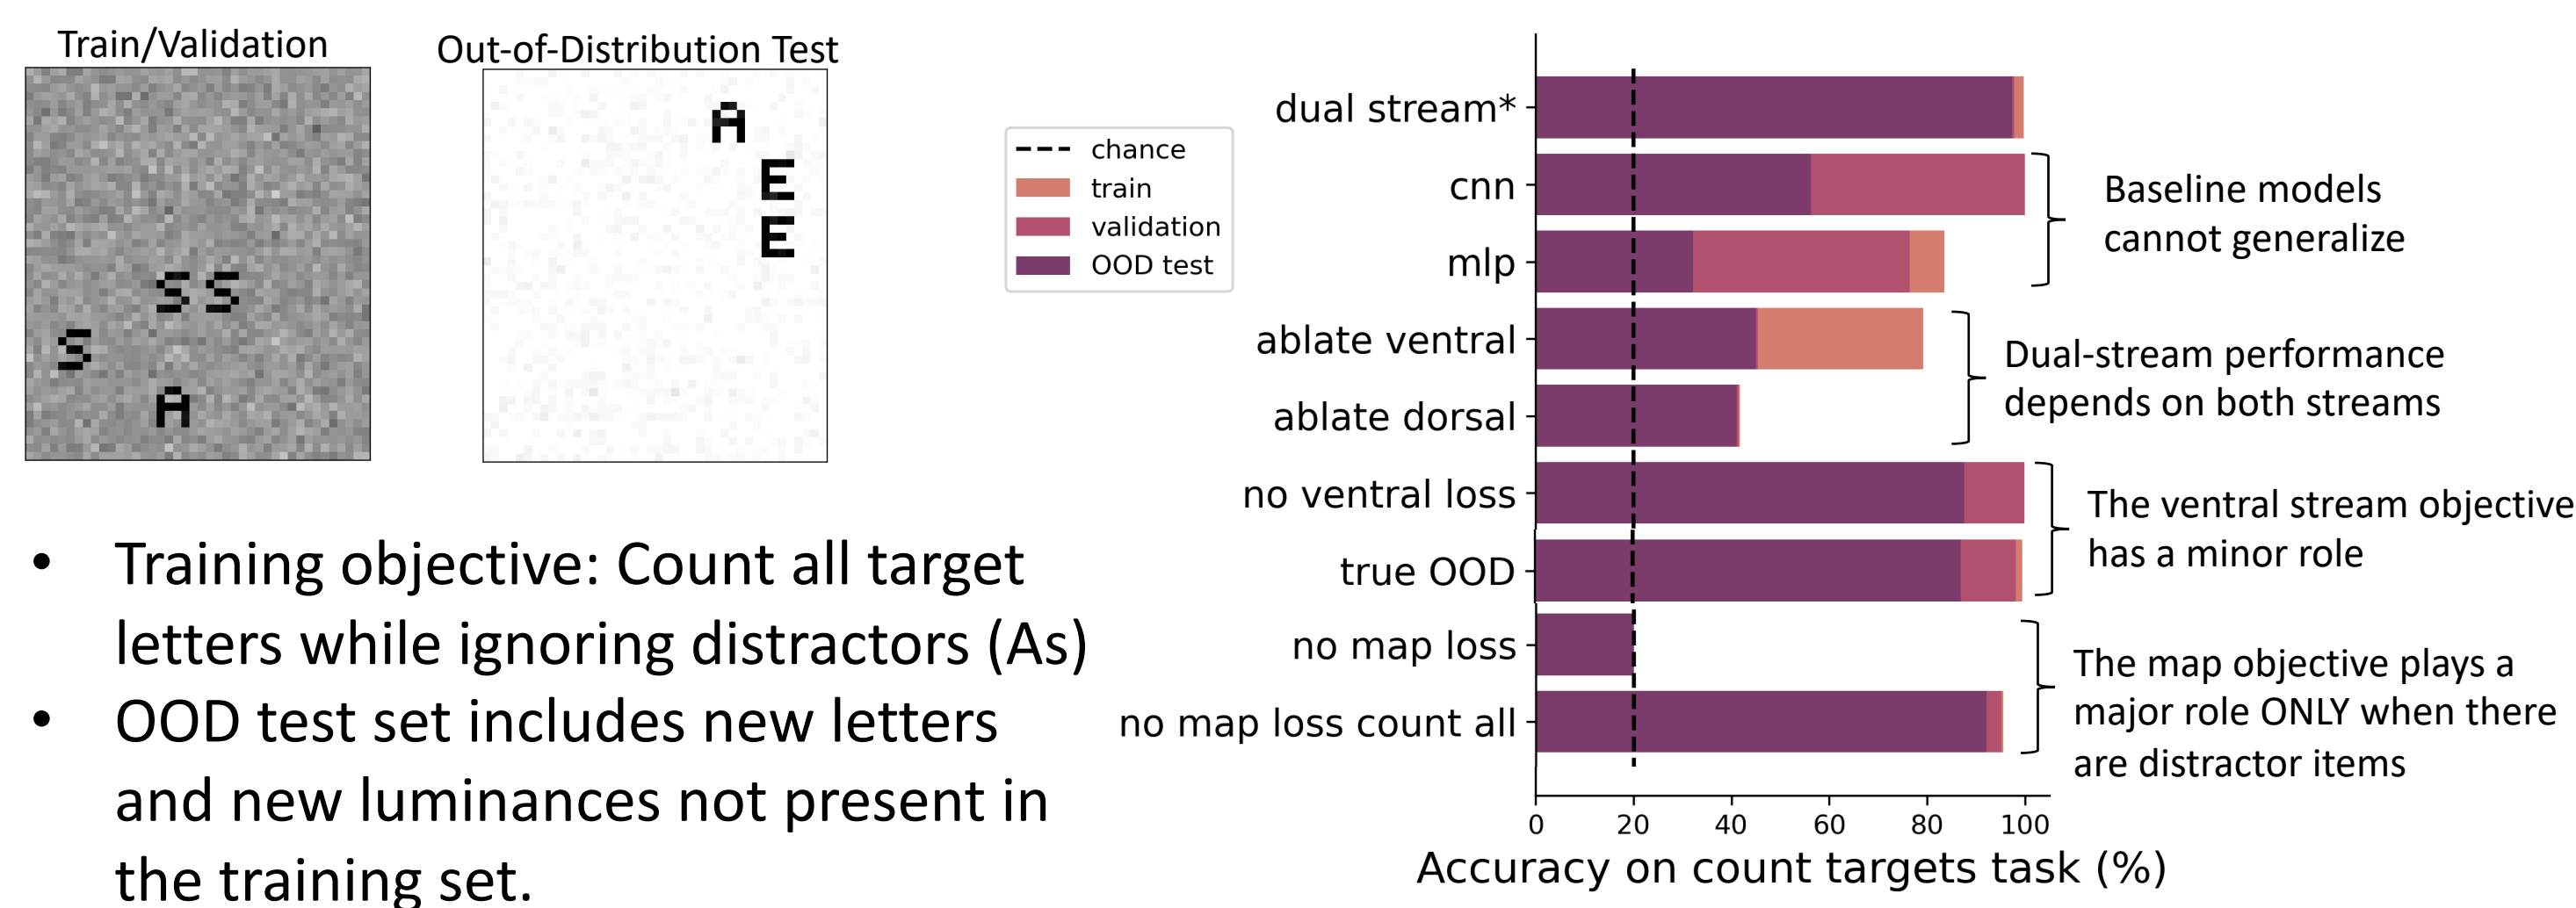 Train/Validation
Out-of-Distribution Test
S S
S
A
A
E
E
• Training objective: Count all target
letters while ignoring distractors (As)
• OOD test set includes new letters
and new luminances not present in
the training set.
chance
train
validation
OOD test
dual stream*
cnn
mlp
ablate ventral
ablate dorsal
no ventral loss
true OOD
no map loss
no map loss count all
0 20 40 60 80 100
Accuracy on count targets task (%)
Baseline models
cannot generalize
Dual-stream performance
depends on both streams
The ventral stream objective
has a minor role
The map objective plays a
major role ONLY when there
are distractor items